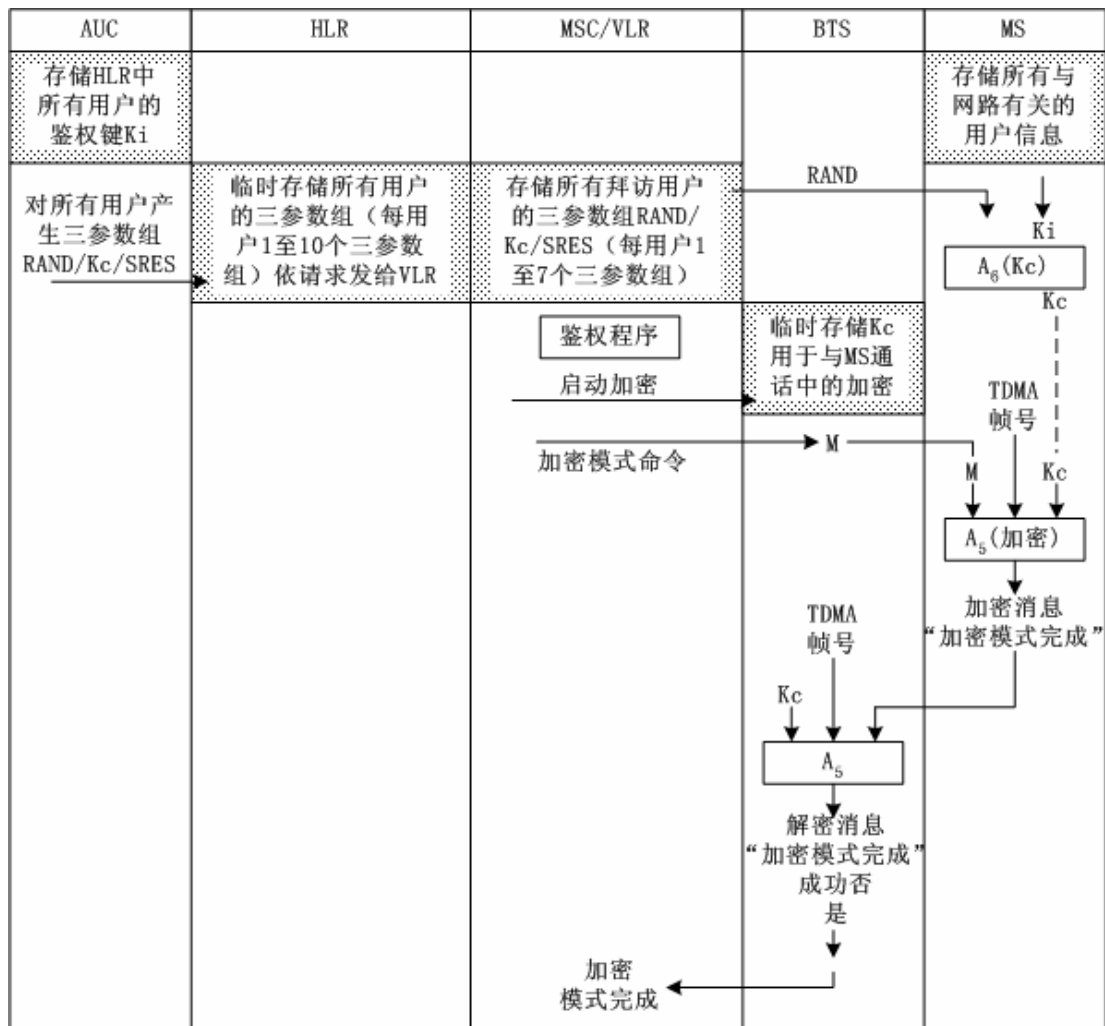 AUC
HLR
MSC/VLR
BTS
MS
存储HLR中
所有用户的
鉴权键Ki
存储所有与
网路有关的
用户信息
对所有用户产
生三参数组
RAND/Kc/SRES
临时存储所有用户
的三参数组（每用
户1至10个三参数
组）依请求发给VLR
存储所有拜访用户
的三参数组RAND/
Kc/SRES（每用户1
至7个三参数组）
RAND
Ki
A6(Kc)
Kc
鉴权程序
启动加密
临时存储Kc
用于与MS通
话中的加密
TDMA
帧号
加密模式命令
M
M
Kc
A5(加密)
加密消息
“加密模式完成”
TDMA
帧号
Kc
A5
解密消息
“加密模式完成”
成功否
是
加密
模式完成